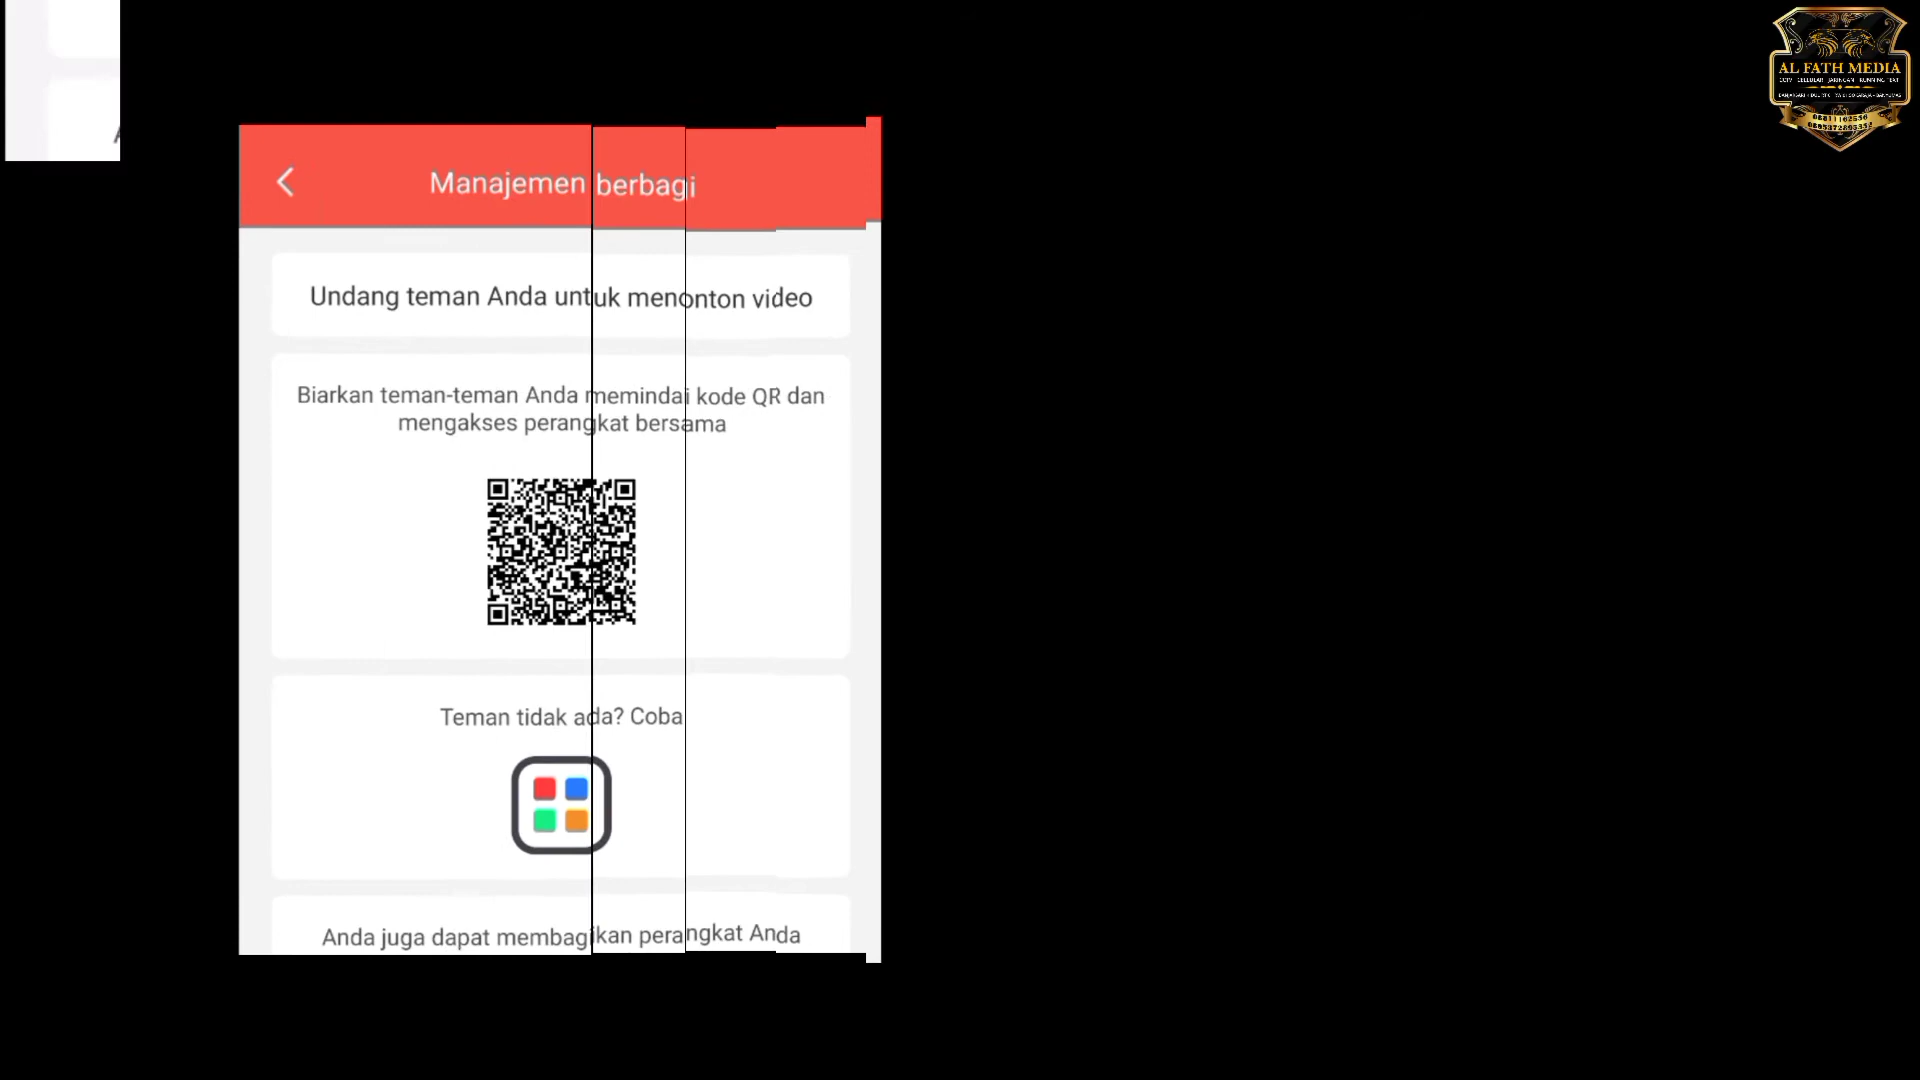 Manajemen berbagi
Undang teman Anda untuk menonton video
Biarkan teman-teman Anda memindai kode QR dan
mengakses perangkat bersama
Teman tidak ada? Coba
Anda juga dapat membagikan perangkat Anda
AL FATH MEDIA